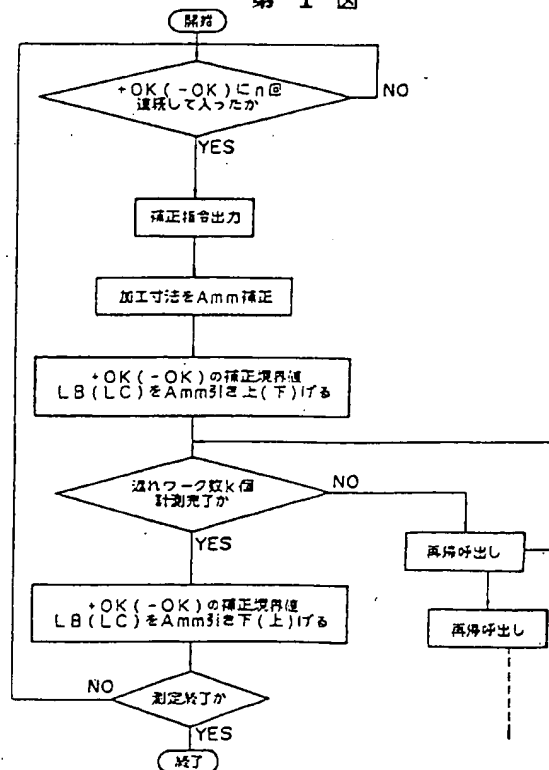 第 1 図
開始
+OK(-OK)にn回
連続して入ったか
NO
YES
補正指令出力
加工寸法をAmm補正
+OK(-OK)の補正境界値
LB(LC)をAmm引き上(下)げる
遅れワーク数k個
計測完了か
NO
YES
再帰呼出し
+OK(-OK)の補正境界値
LB(LC)をAmm引き下(上)げる
再帰呼出し
NO
測定終了か
YES
終了